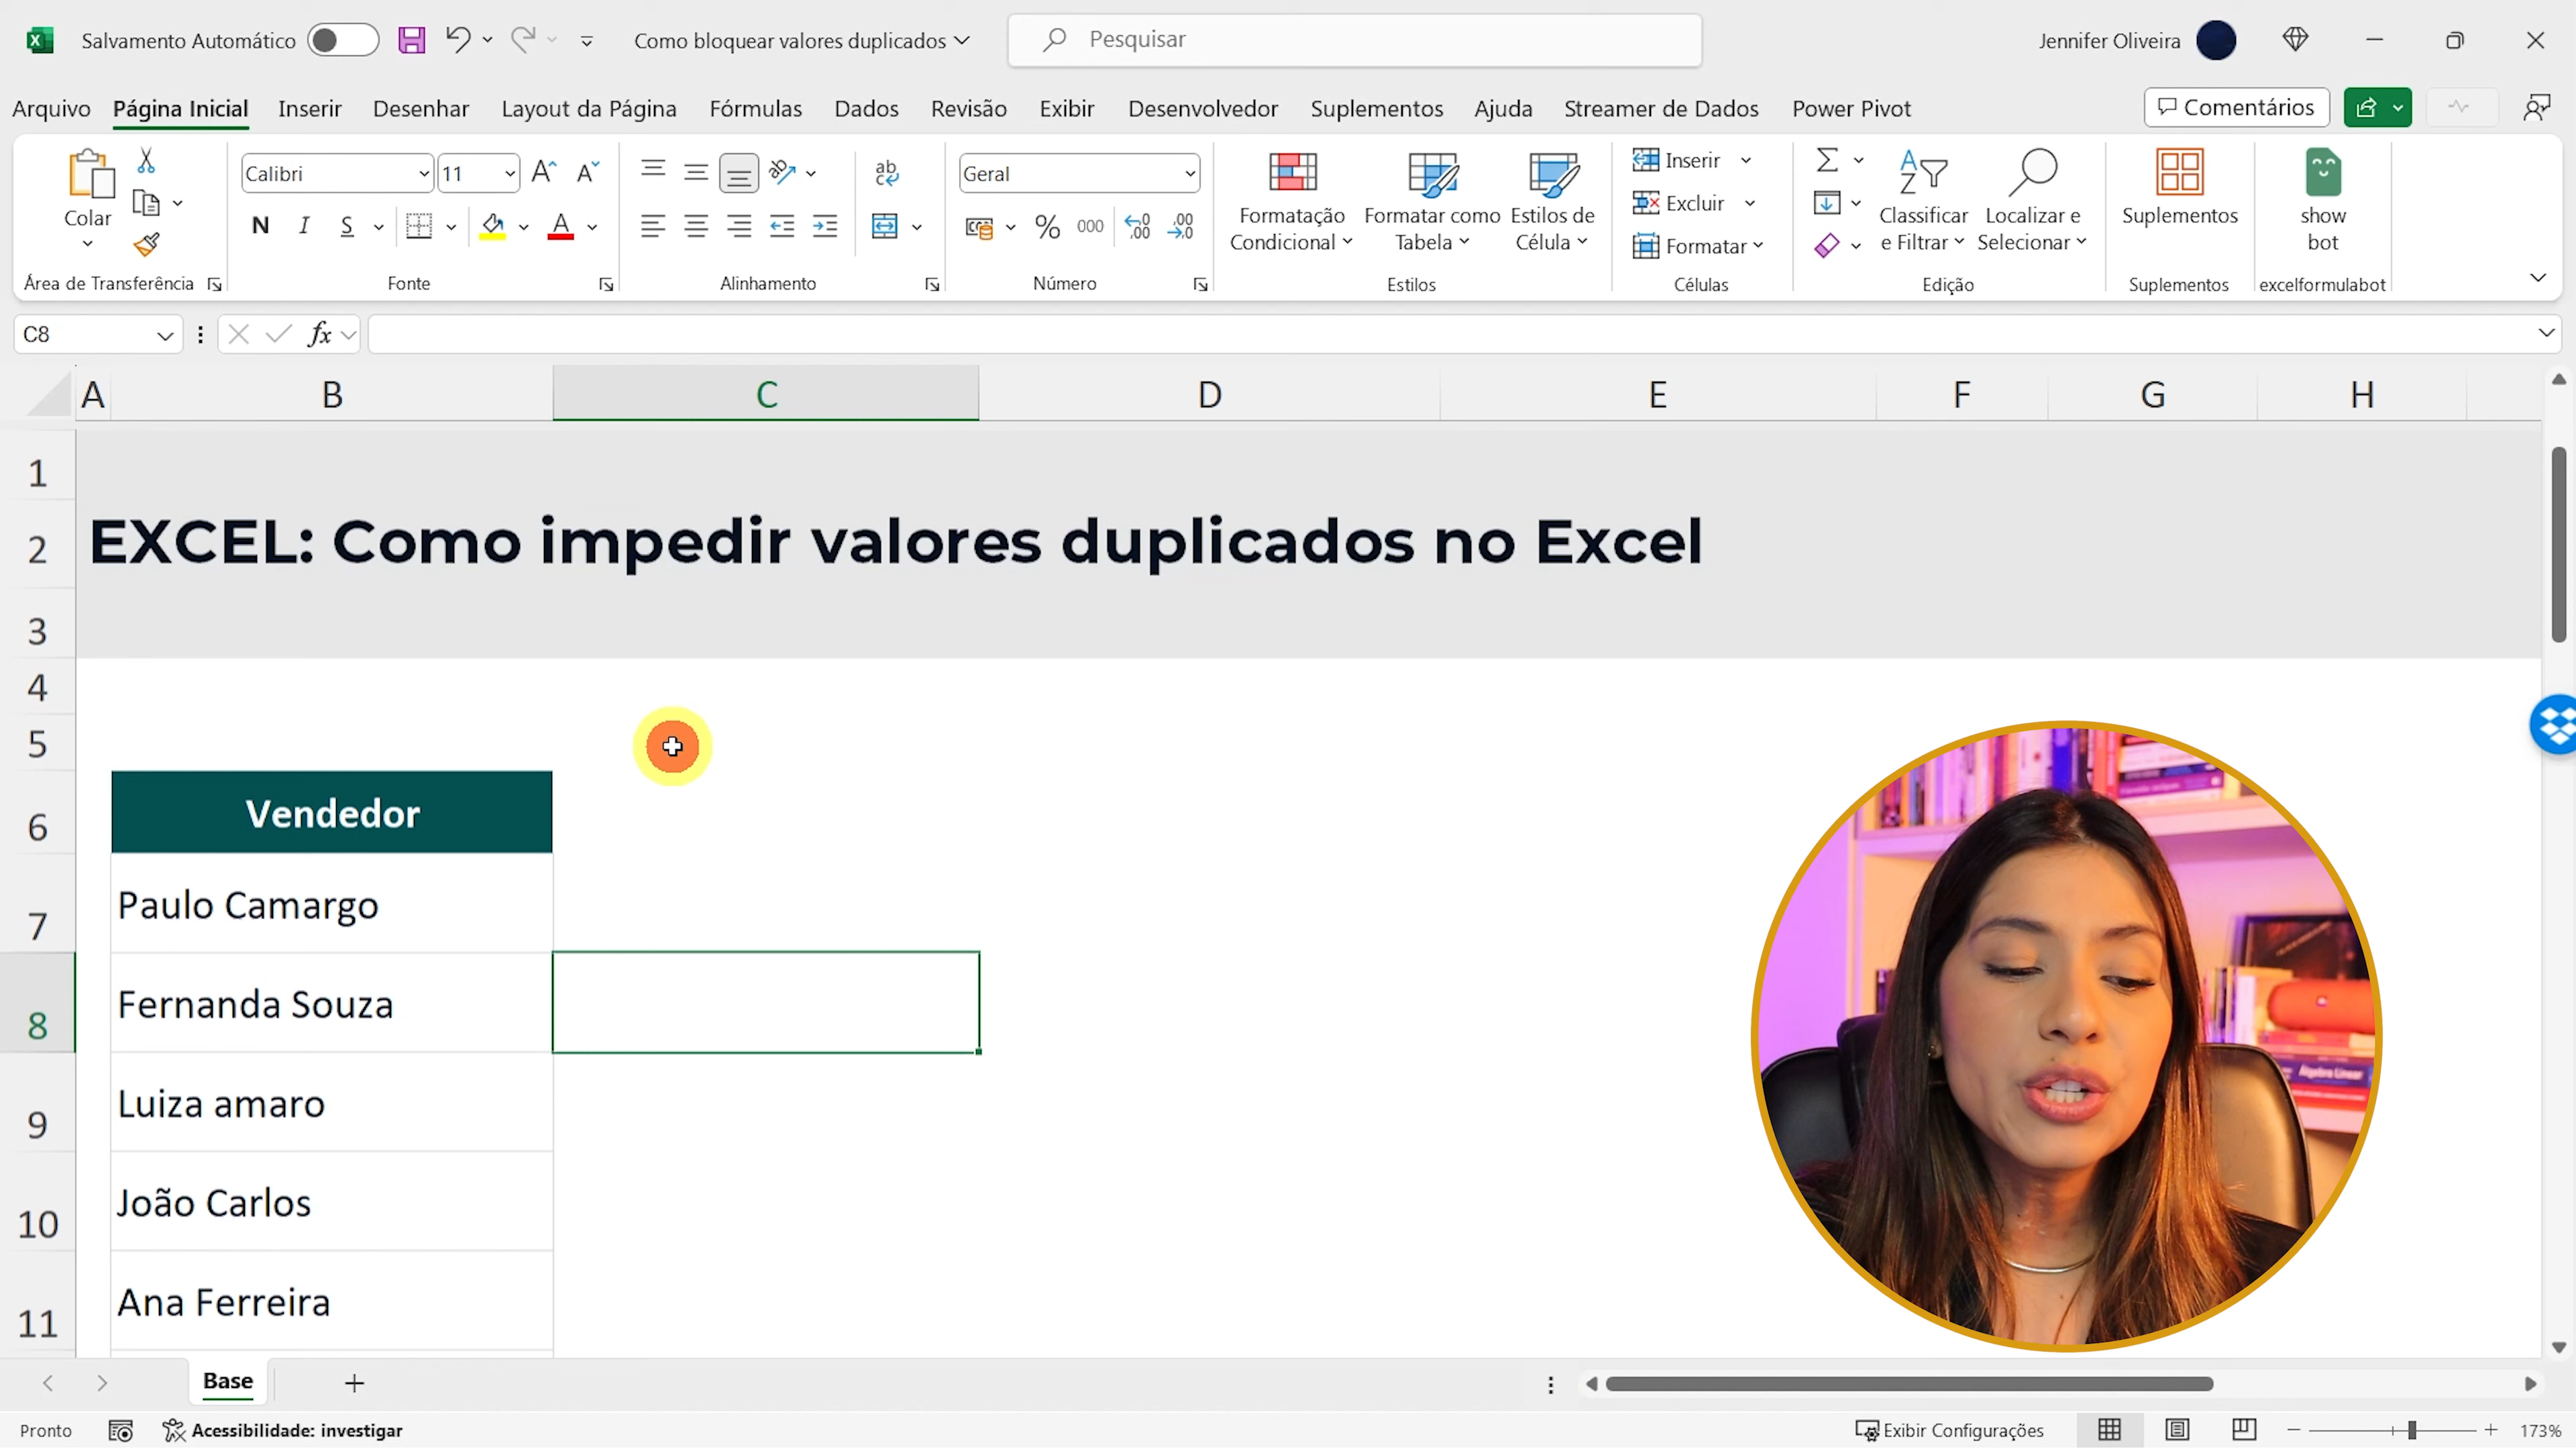 Salvamento Automático
Como bloquear valores duplicados
Pesquisar
Jennifer Oliveira
Arquivo Página Inicial Inserir Desenhar Layout da Página Fórmulas Dados Revisão Exibir Desenvolvedor Suplementos Ajuda Streamer de Dados Power Pivot
Comentários
Colar
Área de Transferência
Calibri 11
N I S
Fonte
ab
Alinhamento
Geral
% 000
Número
Formatação Condicional
Formatar como Tabela
Estilos de Célula
Estilos
Inserir
Excluir
Formatar
Células
Classificar e Filtrar
Localizar e Selecionar
Edição
Suplementos
Suplementos
show bot
excelformulabot
C8
fx
A B C D E F G H
1
2 EXCEL: Como impedir valores duplicados no Excel
3
4
5
6 Vendedor
7 Paulo Camargo
8 Fernanda Souza
9 Luiza amaro
10 João Carlos
11 Ana Ferreira
Base
Pronto
Acessibilidade: investigar
Exibir Configurações
173%